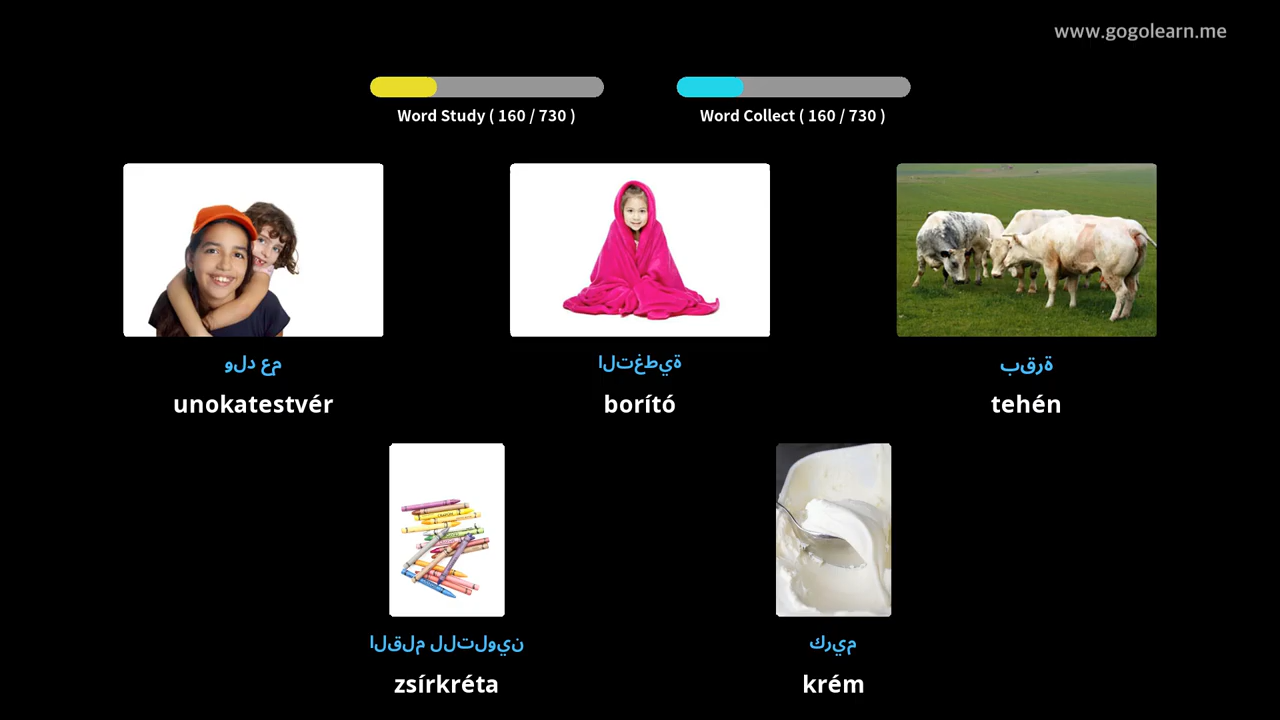 www.gogolearn.me
Word Study ( 160 / 730 )
Word Collect ( 160 / 730 )
ولد عم
unokatestvér
التغطية
borító
بقرة
tehén
القلم للتلوين
zsírkréta
كريم
krém